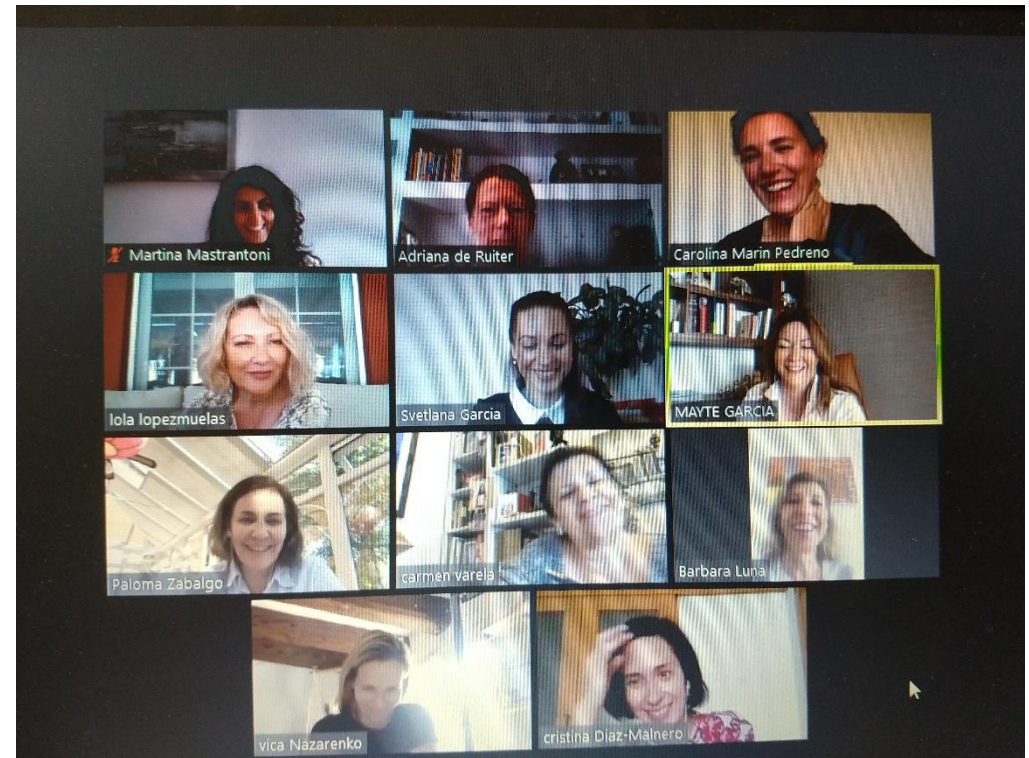 Martina Mastrantoni
Adriana de Ruiter
Carolina Marin Pedreno
lola lopezmuelas
Svetlana Garcia
MAYTE GARCIA
Paloma Zabalgo
carmen varela
Barbara Luna
vica Nazarenko
cristina Diaz-Malnero